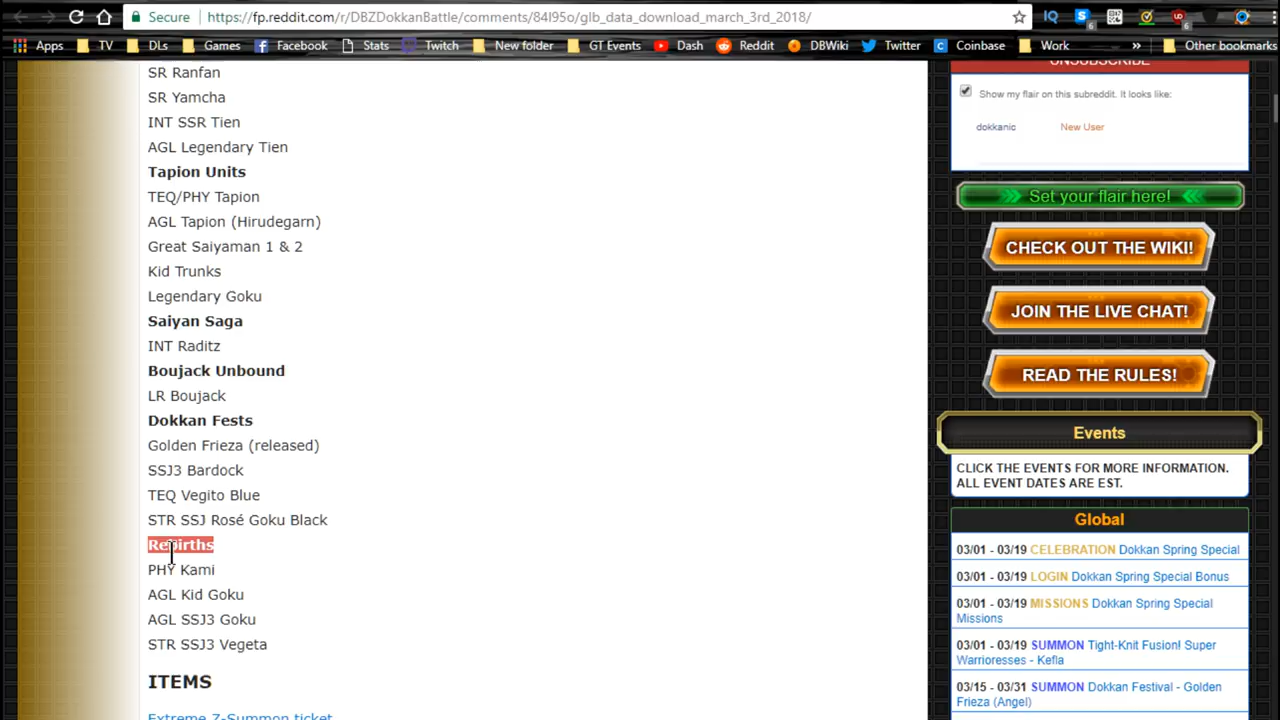 Secure
https://fp.reddit.com/r/DBZDokkanBattle/comments/84l95o/glb_data_download_march_3rd_2018/
Apps TV DLs Games Facebook Stats Twitch New folder GT Events Dash Reddit DBWiki Twitter Coinbase Work » Other bookmarks
SR Ranfan
SR Yamcha
INT SSR Tien
AGL Legendary Tien
Tapion Units
TEQ/PHY Tapion
AGL Tapion (Hirudegarn)
Great Saiyaman 1 & 2
Kid Trunks
Legendary Goku
Saiyan Saga
INT Raditz
Boujack Unbound
LR Boujack
Dokkan Fests
Golden Frieza (released)
SSJ3 Bardock
TEQ Vegito Blue
STR SSJ Rosé Goku Black
Rebirths
PHY Kami
AGL Kid Goku
AGL SSJ3 Goku
STR SSJ3 Vegeta
ITEMS
Extreme Z-Summon ticket
UNSUBSCRIBE
Show my flair on this subreddit. It looks like:
dokkanic New User
Set your flair here!
CHECK OUT THE WIKI!
JOIN THE LIVE CHAT!
READ THE RULES!
Events
CLICK THE EVENTS FOR MORE INFORMATION.
ALL EVENT DATES ARE EST.
Global
03/01 - 03/19 CELEBRATION Dokkan Spring Special
03/01 - 03/19 LOGIN Dokkan Spring Special Bonus
03/01 - 03/19 MISSIONS Dokkan Spring Special
Missions
03/01 - 03/19 SUMMON Tight-Knit Fusion! Super
Warrioresses - Kefla
03/15 - 03/31 SUMMON Dokkan Festival - Golden
Frieza (Angel)